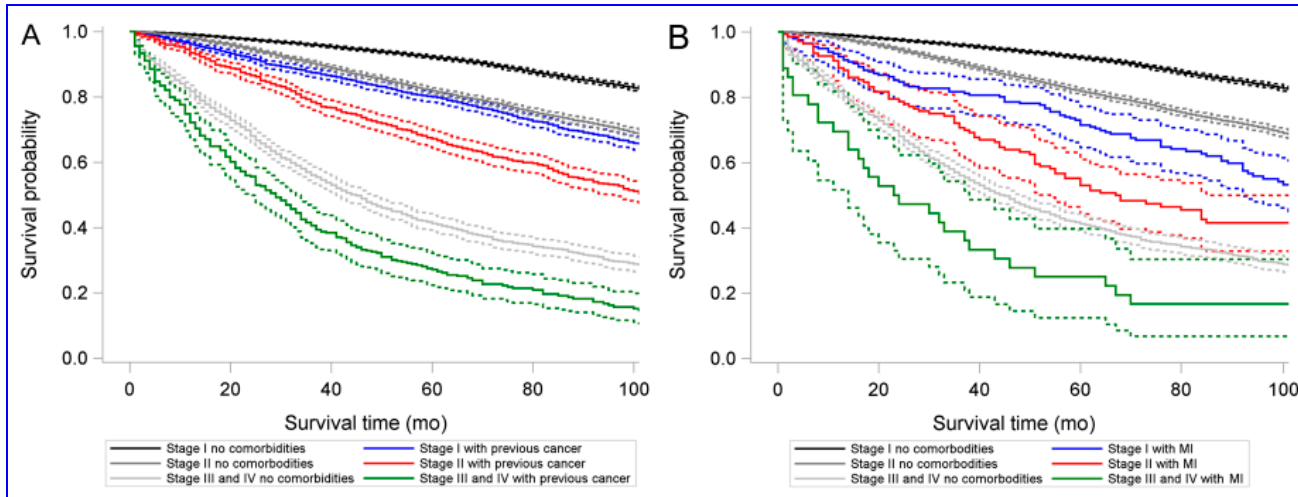 A
Survival probability
1.0
0.8
0.6
0.4
0.2
0.0
0 20 40 60 80 100
Survival time (mo)
Stage I no comorbidities
Stage II no comorbodities
Stage III and IV no comorbidities
Stage I with previous cancer
Stage II with previous cancer
Stage III and IV with previous cancer
B
Survival probability
1.0
0.8
0.6
0.4
0.2
0.0
0 20 40 60 80 100
Survival time (mo)
Stage I no comorbodities
Stage II no comorbodities
Stage III and IV no comorbodities
Stage I with MI
Stage II with MI
Stage III and IV with MI